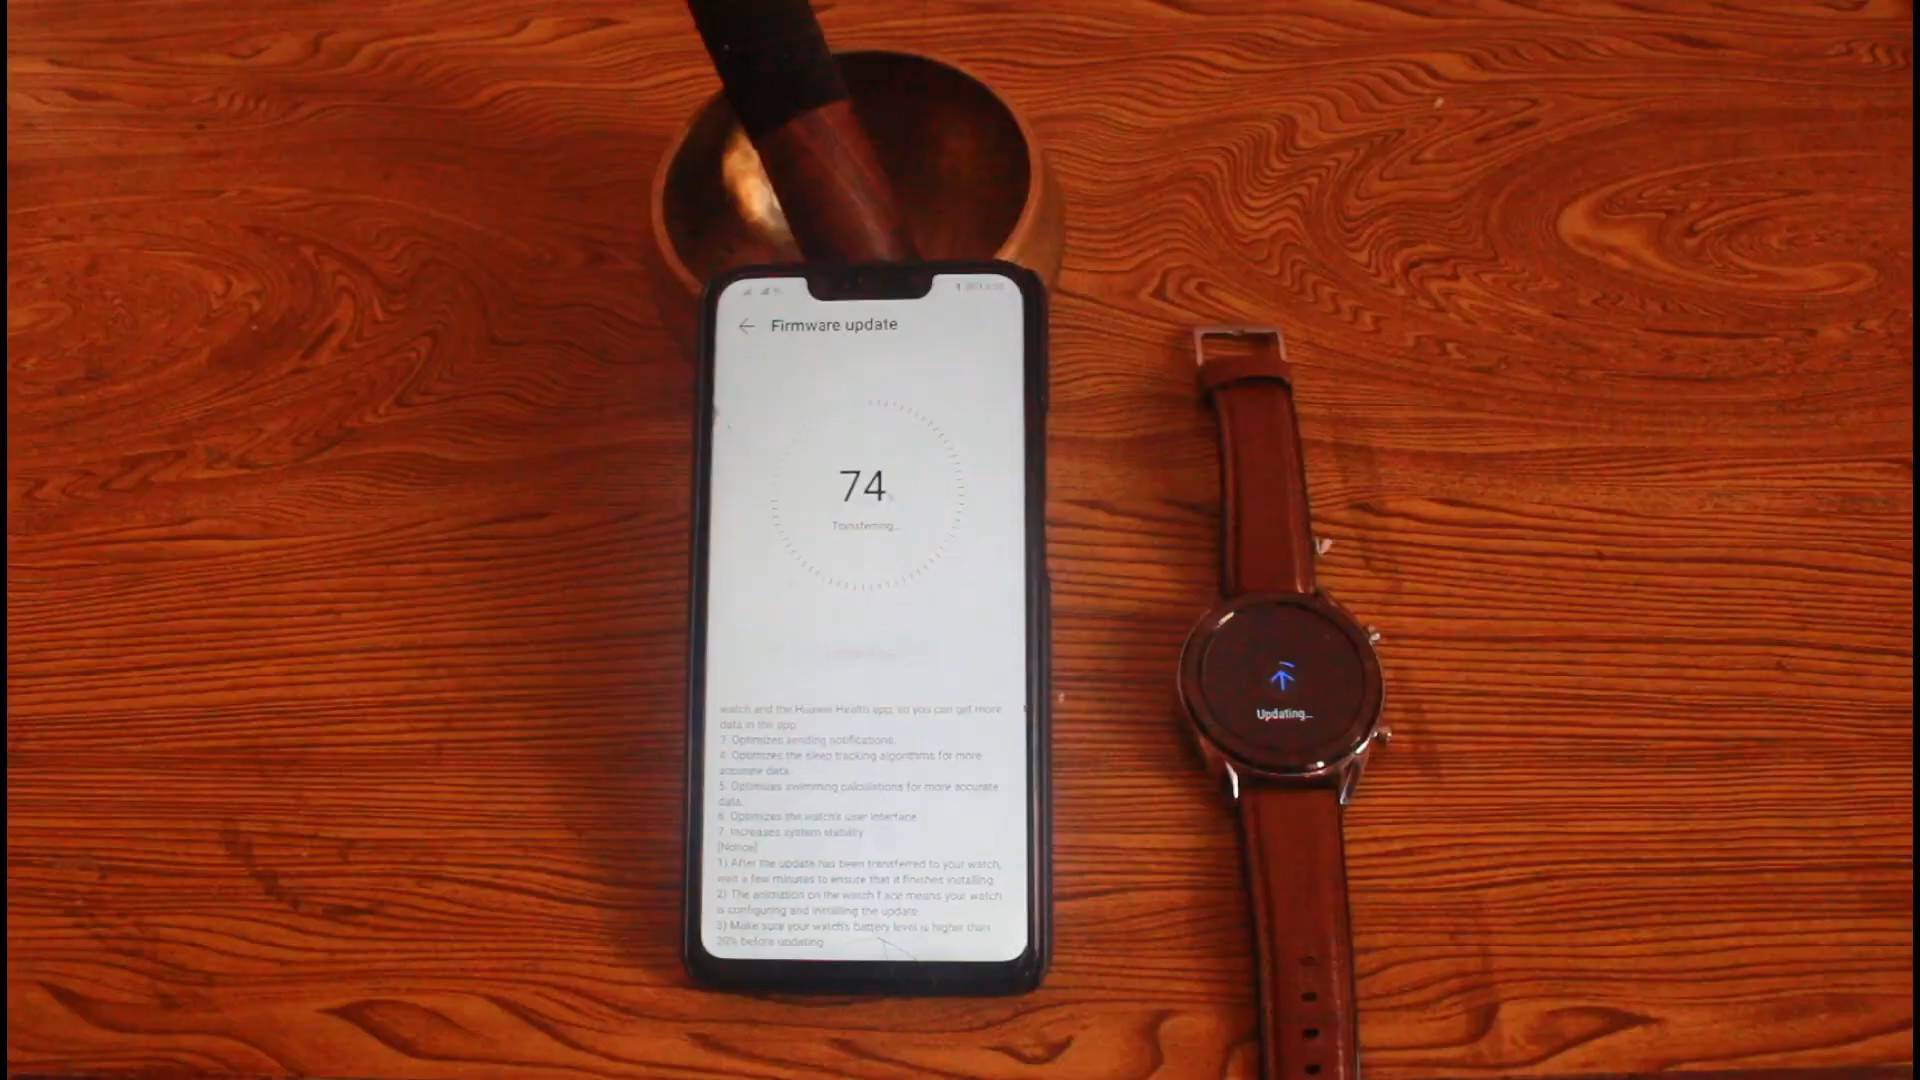 Firmware update
74
Transferring...
watch and the Huawei Health app, so you can get more
data in the app.
3. Optimizes sending notifications.
4. Optimizes the sleep tracking algorithms for more
accurate data.
5. Optimizes swimming calculations for more accurate
data.
6. Optimizes the watch's user interface.
7. Increases system stability.
[Notice]
1) After the update has been transferred to your watch,
wait a few minutes to ensure that it finishes installing.
2) The animation on the watch face means your watch
is configuring and installing the update.
3) Make sure your watch's battery level is higher than
20% before updating.
Updating...